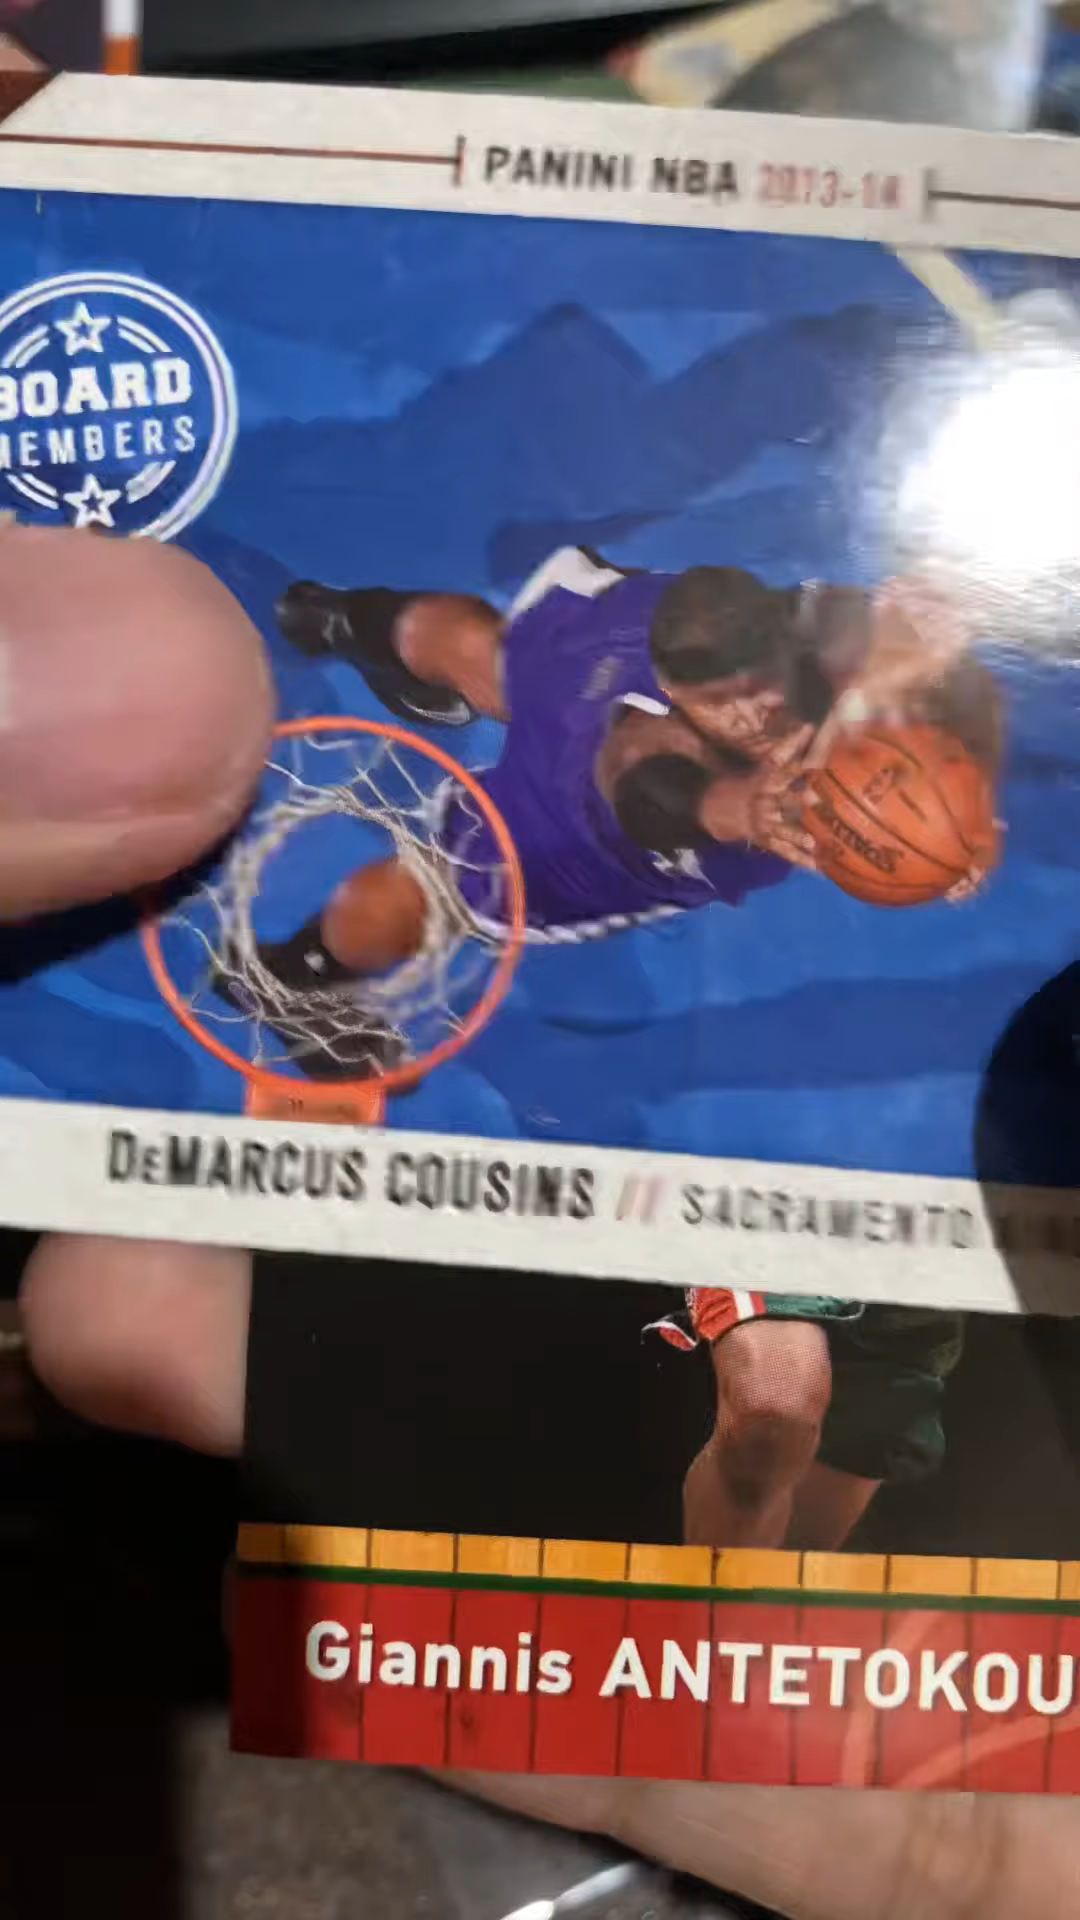 PANINI NBA 2013-14
BOARD
MEMBERS
DeMARCUS COUSINS // SACRAMENTO
Giannis ANTETOKOU